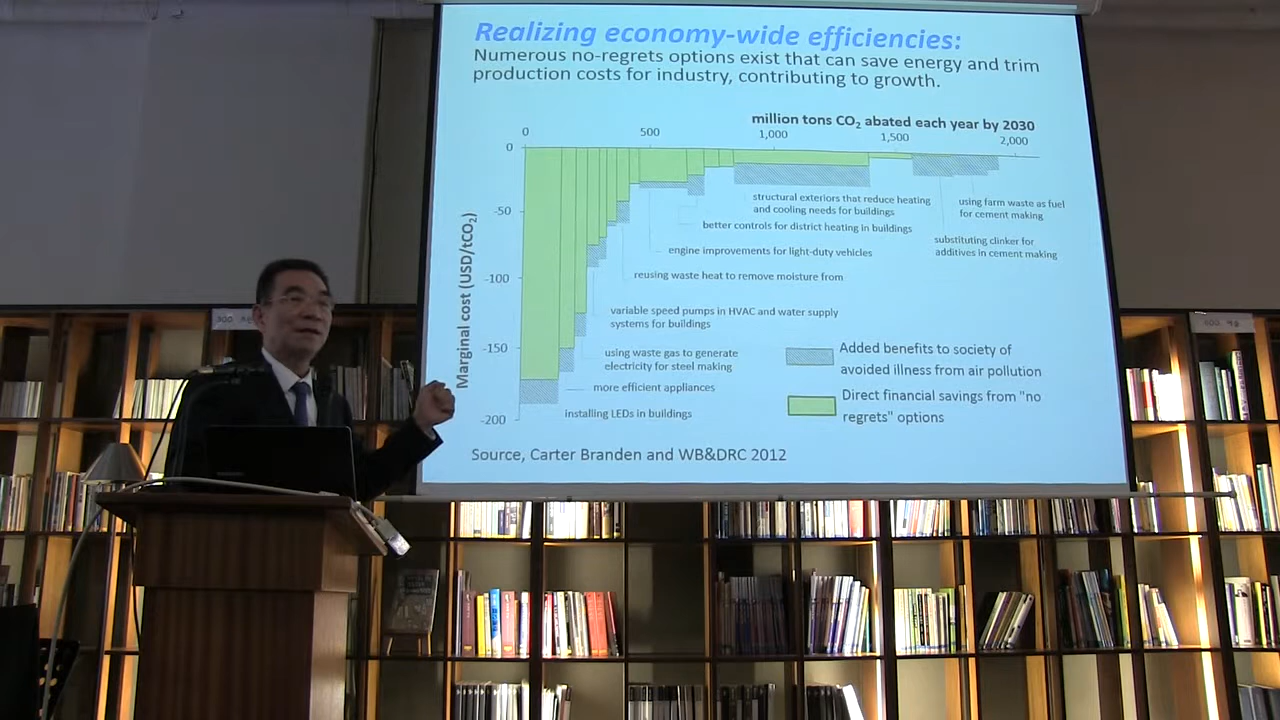 Realizing economy-wide efficiencies:
Numerous no-regrets options exist that can save energy and trim
production costs for industry, contributing to growth.
million tons CO₂ abated each year by 2030
0
500
1,000
1,500
2,000
0
-50
-100
-150
-200
Marginal cost (USD/tCO₂)
structural exteriors that reduce heating
and cooling needs for buildings
using farm waste as fuel
for cement making
better controls for district heating in buildings
substituting clinker for
additives in cement making
engine improvements for light-duty vehicles
reusing waste heat to remove moisture from
variable speed pumps in HVAC and water supply
systems for buildings
using waste gas to generate
electricity for steel making
more efficient appliances
installing LEDs in buildings
Added benefits to society of
avoided illness from air pollution
Direct financial savings from "no
regrets" options
Source, Carter Branden and WB&DRC 2012